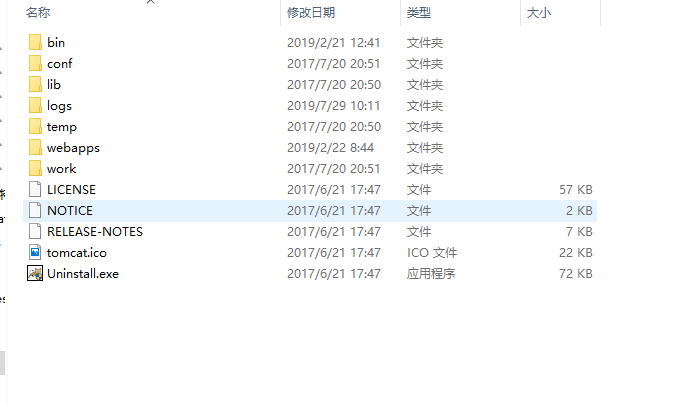 名称 修改日期 类型 大小
bin 2019/2/21 12:41 文件夹
conf 2017/7/20 20:51 文件夹
lib 2017/7/20 20:50 文件夹
logs 2019/7/29 10:11 文件夹
temp 2017/7/20 20:50 文件夹
webapps 2019/2/22 8:44 文件夹
work 2017/7/20 20:51 文件夹
LICENSE 2017/6/21 17:47 文件 57 KB
NOTICE 2017/6/21 17:47 文件 2 KB
RELEASE-NOTES 2017/6/21 17:47 文件 7 KB
tomcat.ico 2017/6/21 17:47 ICO 文件 22 KB
Uninstall.exe 2017/6/21 17:47 应用程序 72 KB